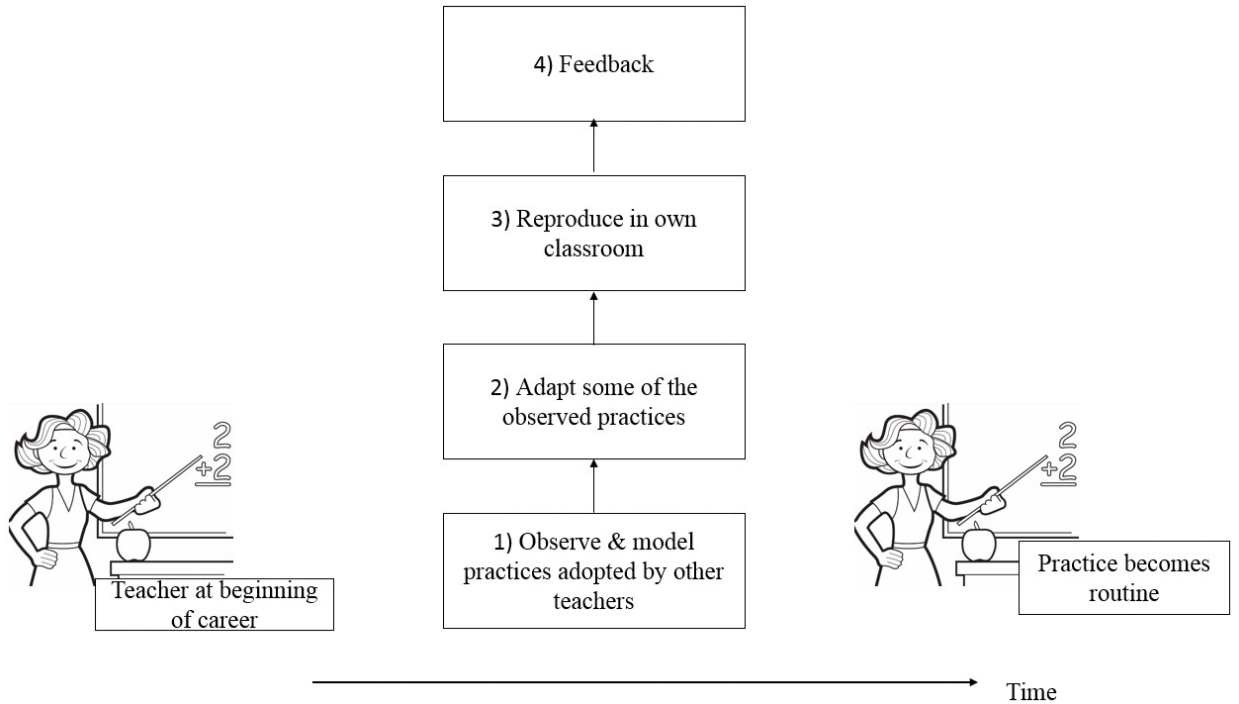 4) Feedback
3) Reproduce in own
classroom
2) Adapt some of the
observed practices
1) Observe & model
practices adopted by other
teachers
2
+2
Teacher at beginning
of career
2
+2
Practice becomes
routine
Time